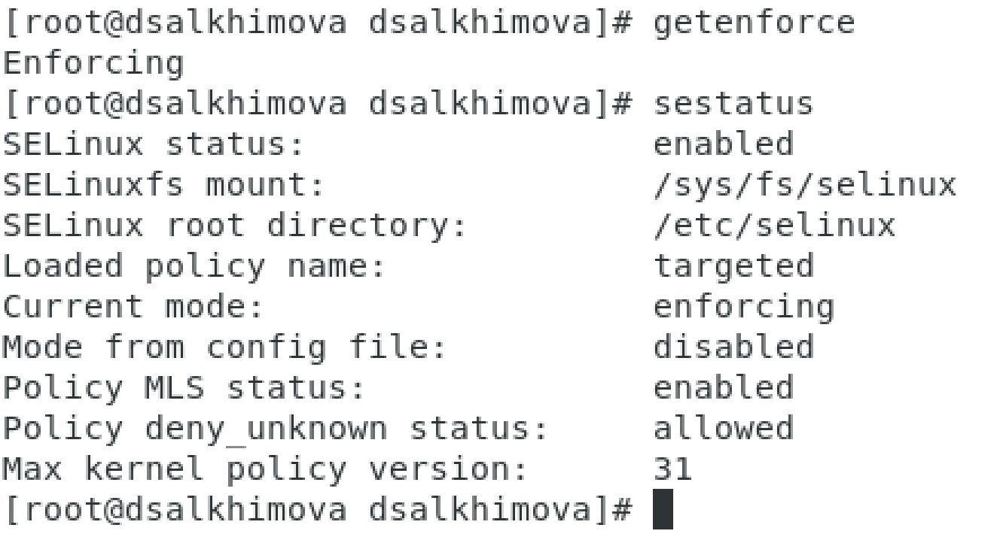 [root@dsalkhimova dsalkhimova]# getenforce
Enforcing
[root@dsalkhimova dsalkhimova]# sestatus
SELinux status:                 enabled
SELinuxfs mount:                /sys/fs/selinux
SELinux root directory:         /etc/selinux
Loaded policy name:             targeted
Current mode:                   enforcing
Mode from config file:          disabled
Policy MLS status:              enabled
Policy deny_unknown status:     allowed
Max kernel policy version:      31
[root@dsalkhimova dsalkhimova]#